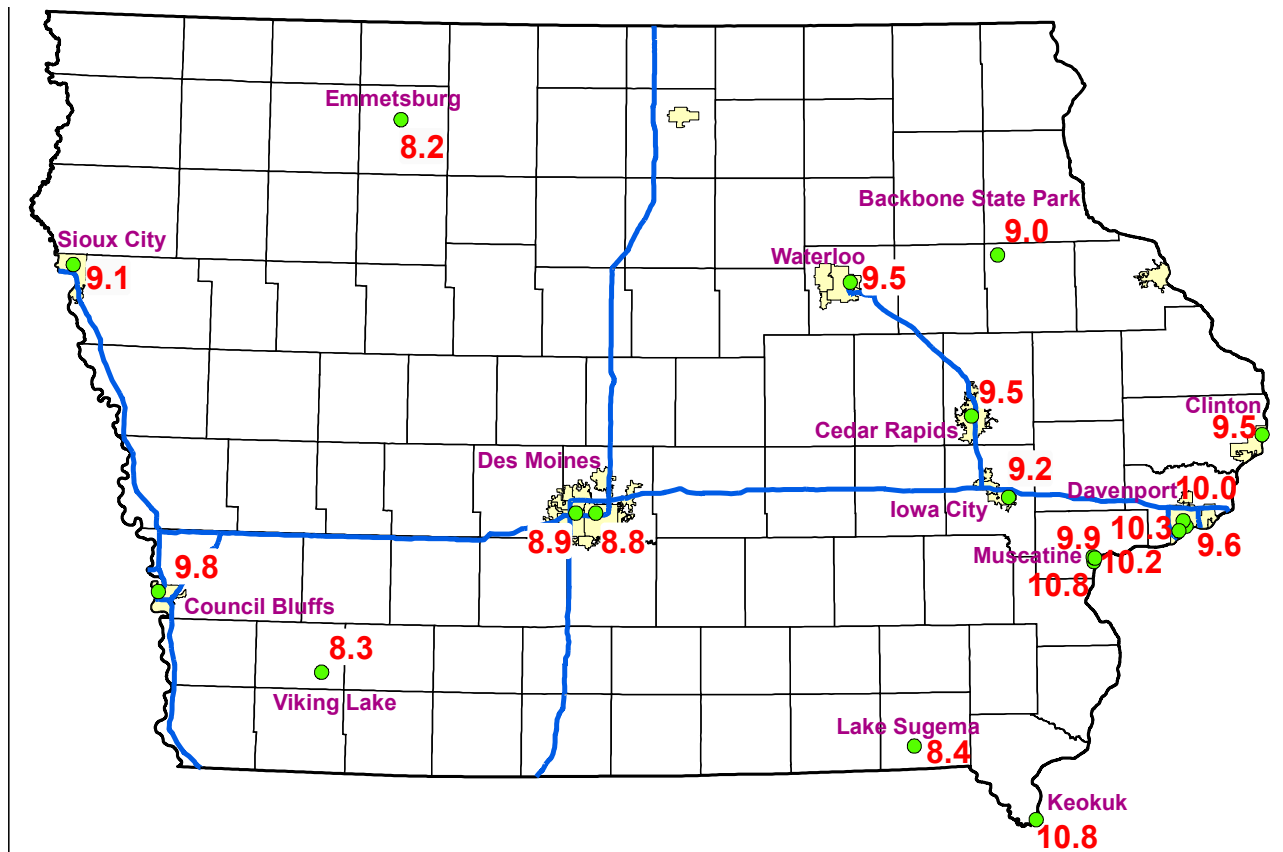 Emmetsburg
8.2
Backbone State Park
9.0
Sioux City
9.1
Waterloo
9.5
9.5
Cedar Rapids
Clinton
9.5
Des Moines
8.9
8.8
9.2
Iowa City
Davenport
10.0
10.3
9.6
Muscatine
9.9
10.2
10.8
9.8
Council Bluffs
8.3
Viking Lake
Lake Sugema
8.4
Keokuk
10.8